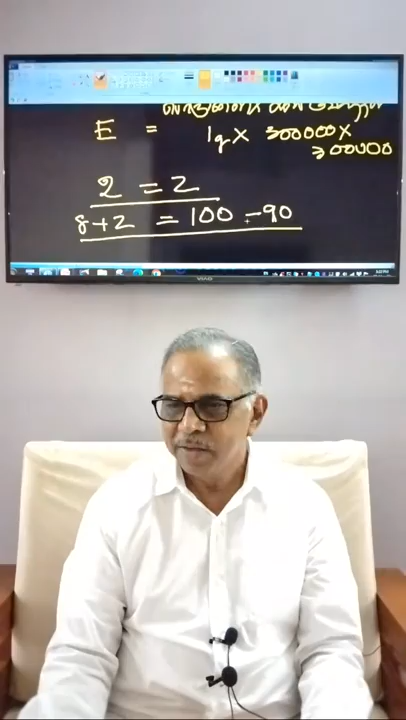 E = 1g x 300000 x
300000
2 = 2
8+2 = 100 - 90